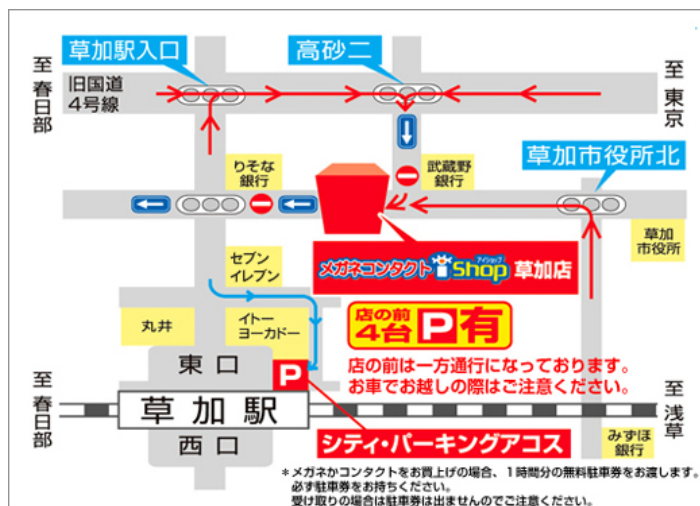 至春日部
草加駅入口
高砂二
至東京
旧国道
4号線
りそな
銀行
武蔵野
銀行
草加市役所北
草加
市役所
メガネコンタクト アイショップ iShop 草加店
セブン
イレブン
丸井
イトー
ヨーカドー
店の前
4台 P 有
店の前は一方通行になっております。
お車でお越しの際はご注意ください。
東口
P
至春日部
草加駅
至浅草
西口
シティ・パーキングアコス
みずほ
銀行
*メガネかコンタクトをお買上げの場合、1時間分の無料駐車券をお渡します。
必ず駐車券をお持ちください。
受け取りの場合は駐車券は出ませんのでご注意ください。